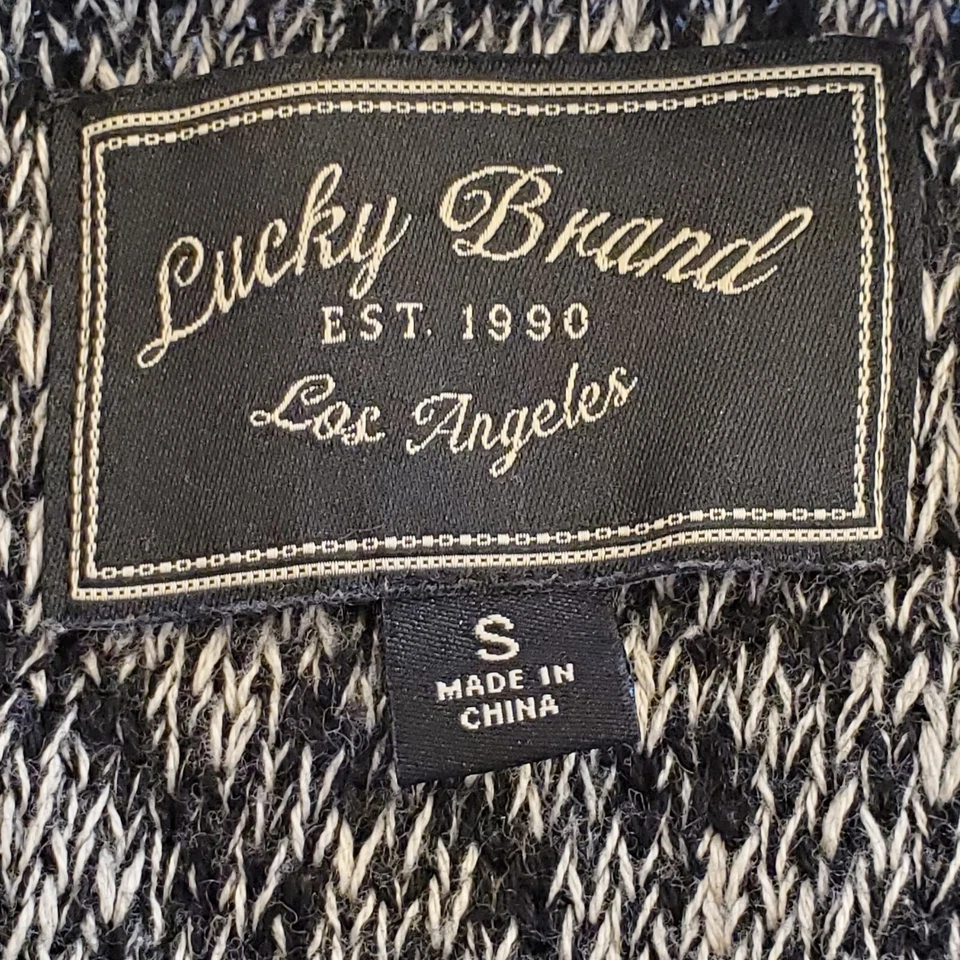 Lucky Brand
EST. 1990
Los Angeles
S
MADE IN
CHINA